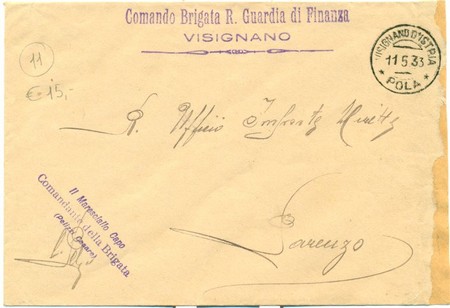 Comando Brigata R. Guardia di Finanza
VISIGNANO
VISIGNANO D'ISTRIA
11.5.33
* POLA *
11
€ 15,-
R. Ufficio Imposte Dirette
Parenzo
Il Maresciallo Capo
Comandante della Brigata